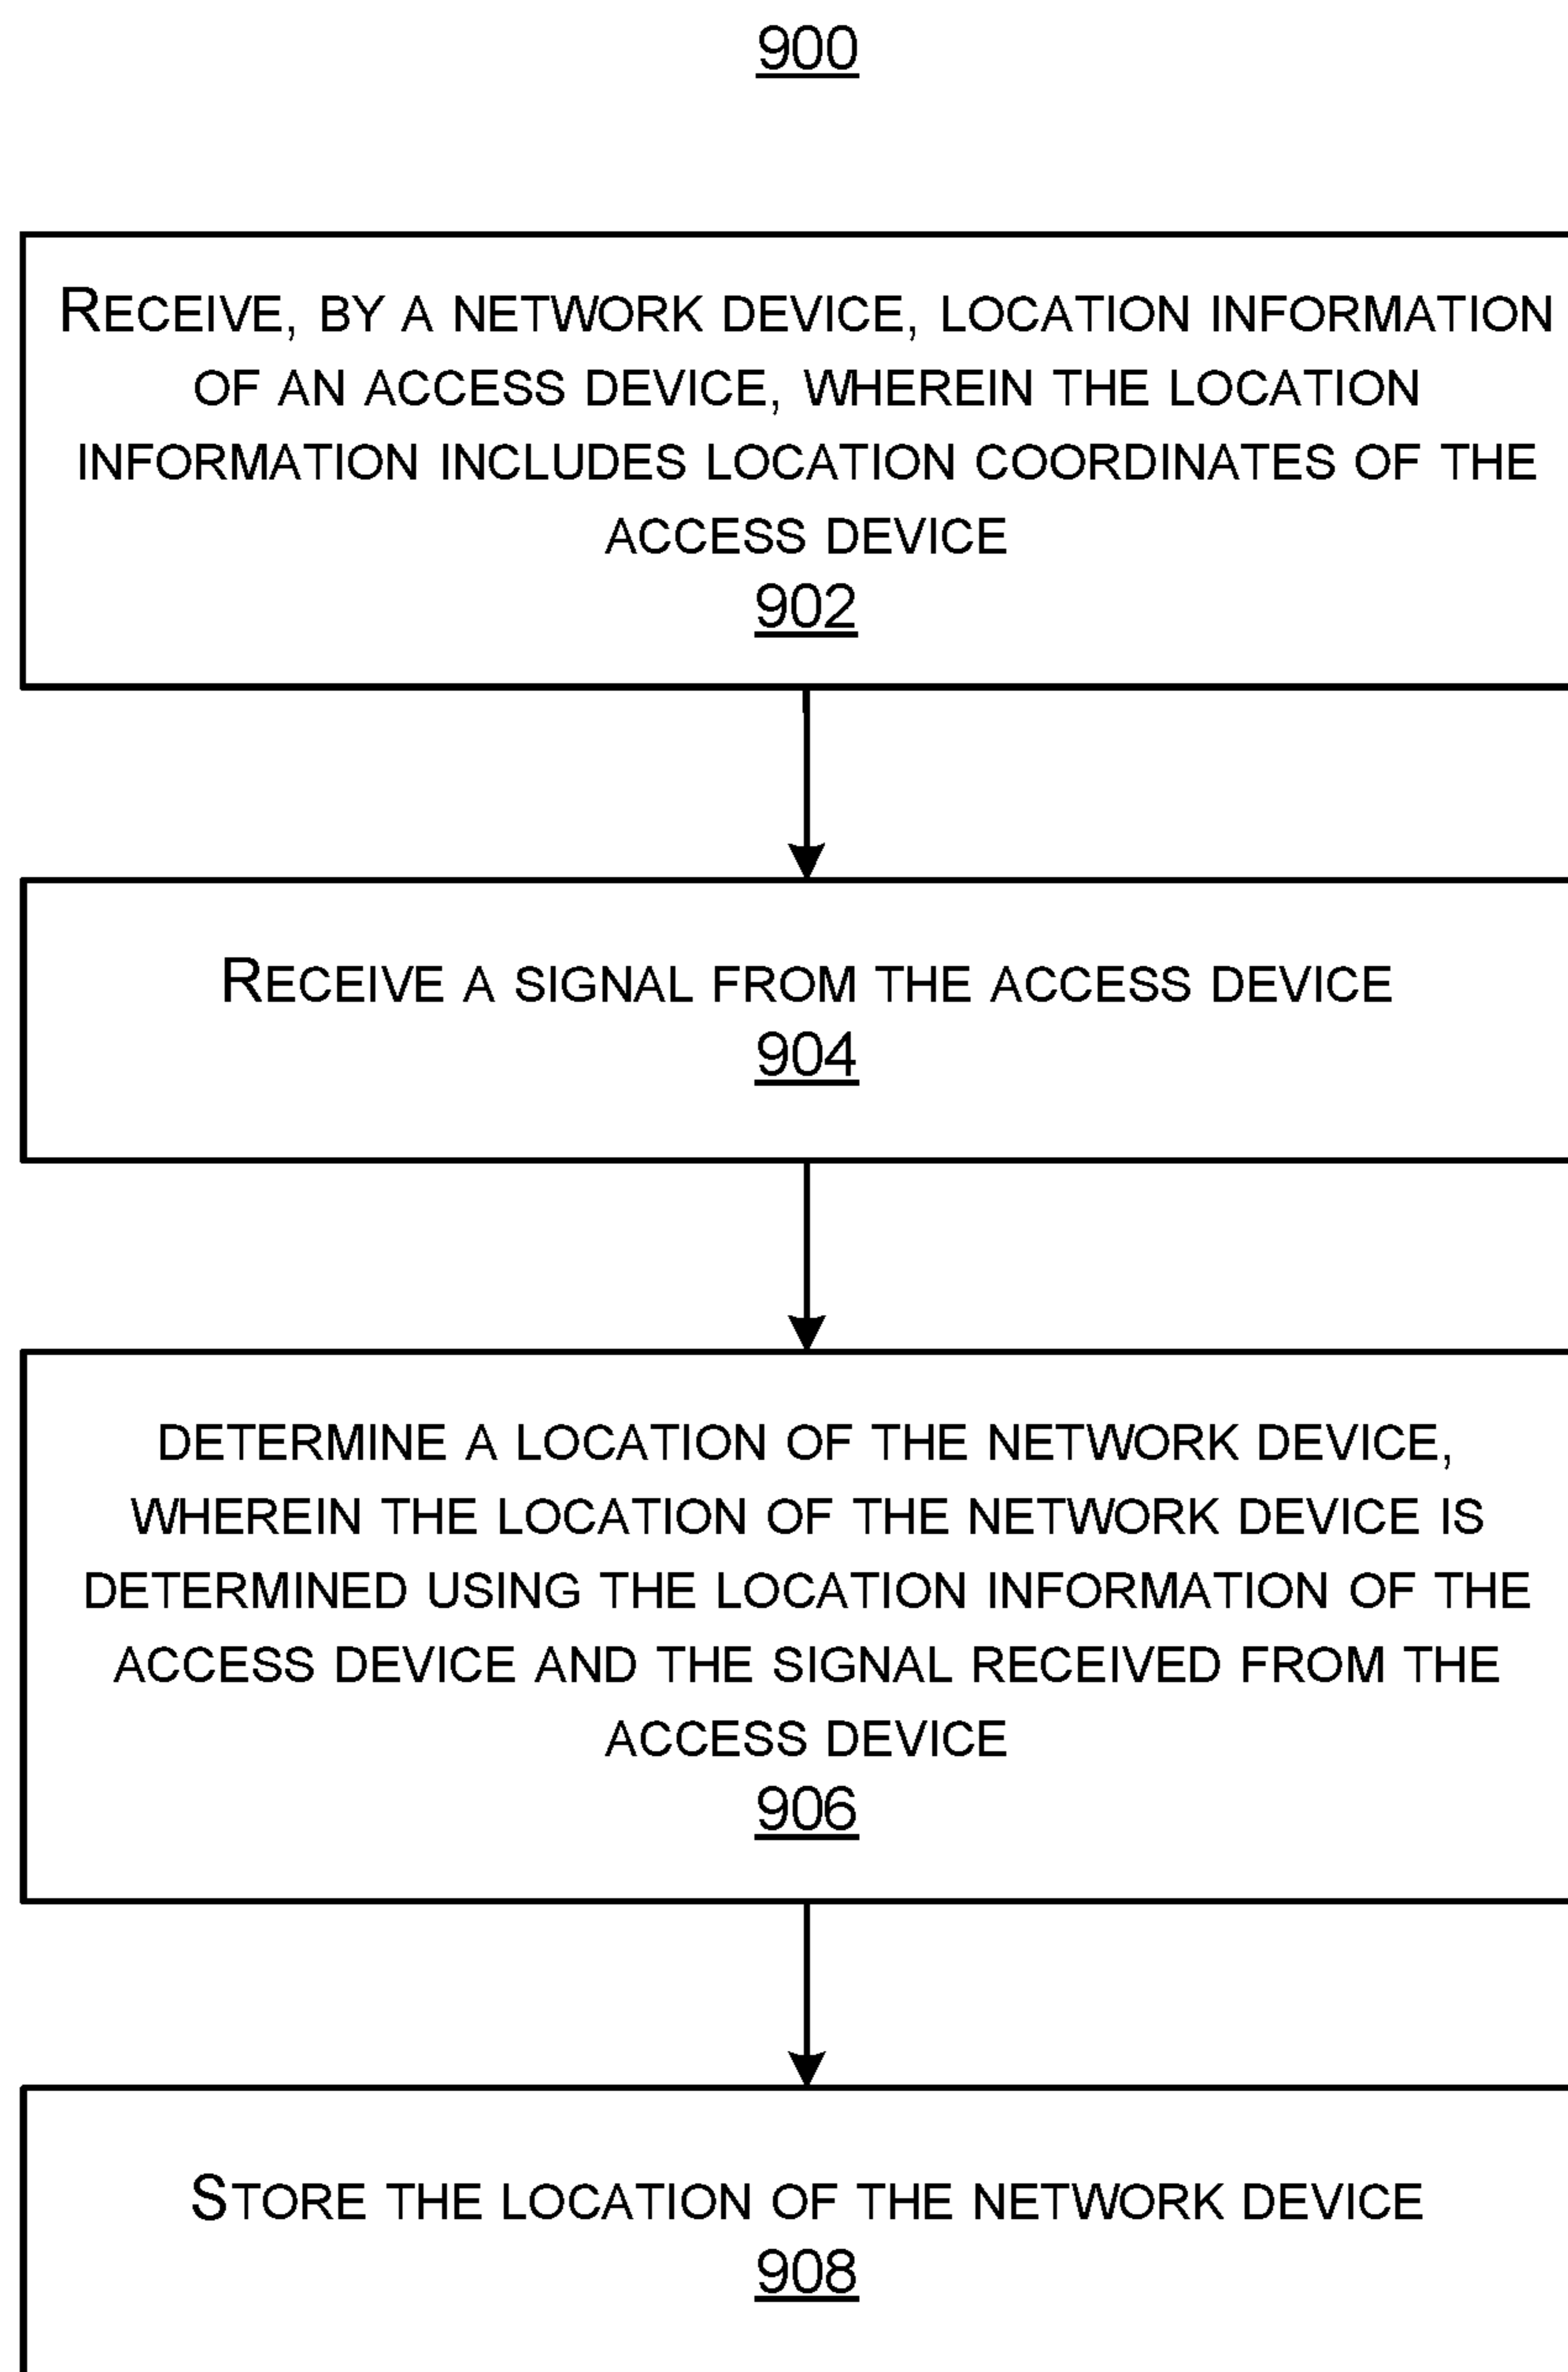 900
RECEIVE, BY A NETWORK DEVICE, LOCATION INFORMATION
OF AN ACCESS DEVICE, WHEREIN THE LOCATION
INFORMATION INCLUDES LOCATION COORDINATES OF THE
ACCESS DEVICE
902
RECEIVE A SIGNAL FROM THE ACCESS DEVICE
904
DETERMINE A LOCATION OF THE NETWORK DEVICE,
WHEREIN THE LOCATION OF THE NETWORK DEVICE IS
DETERMINED USING THE LOCATION INFORMATION OF THE
ACCESS DEVICE AND THE SIGNAL RECEIVED FROM THE
ACCESS DEVICE
906
STORE THE LOCATION OF THE NETWORK DEVICE
908